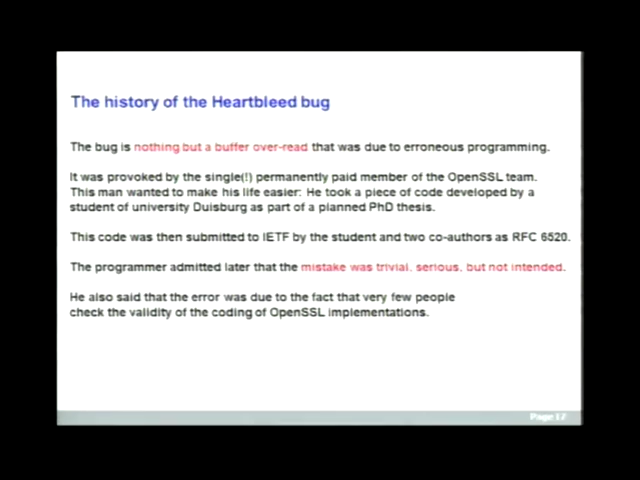 The history of the Heartbleed bug
The bug is nothing but a buffer over-read that was due to erroneous programming.
It was provoked by the single(!) permanently paid member of the OpenSSL team.
This man wanted to make his life easier: He took a piece of code developed by a
student of university Duisburg as part of a planned PhD thesis.
This code was then submitted to IETF by the student and two co-authors as RFC 6520.
The programmer admitted later that the mistake was trivial, serious, but not intended.
He also said that the error was due to the fact that very few people
check the validity of the coding of OpenSSL implementations.
Page 17